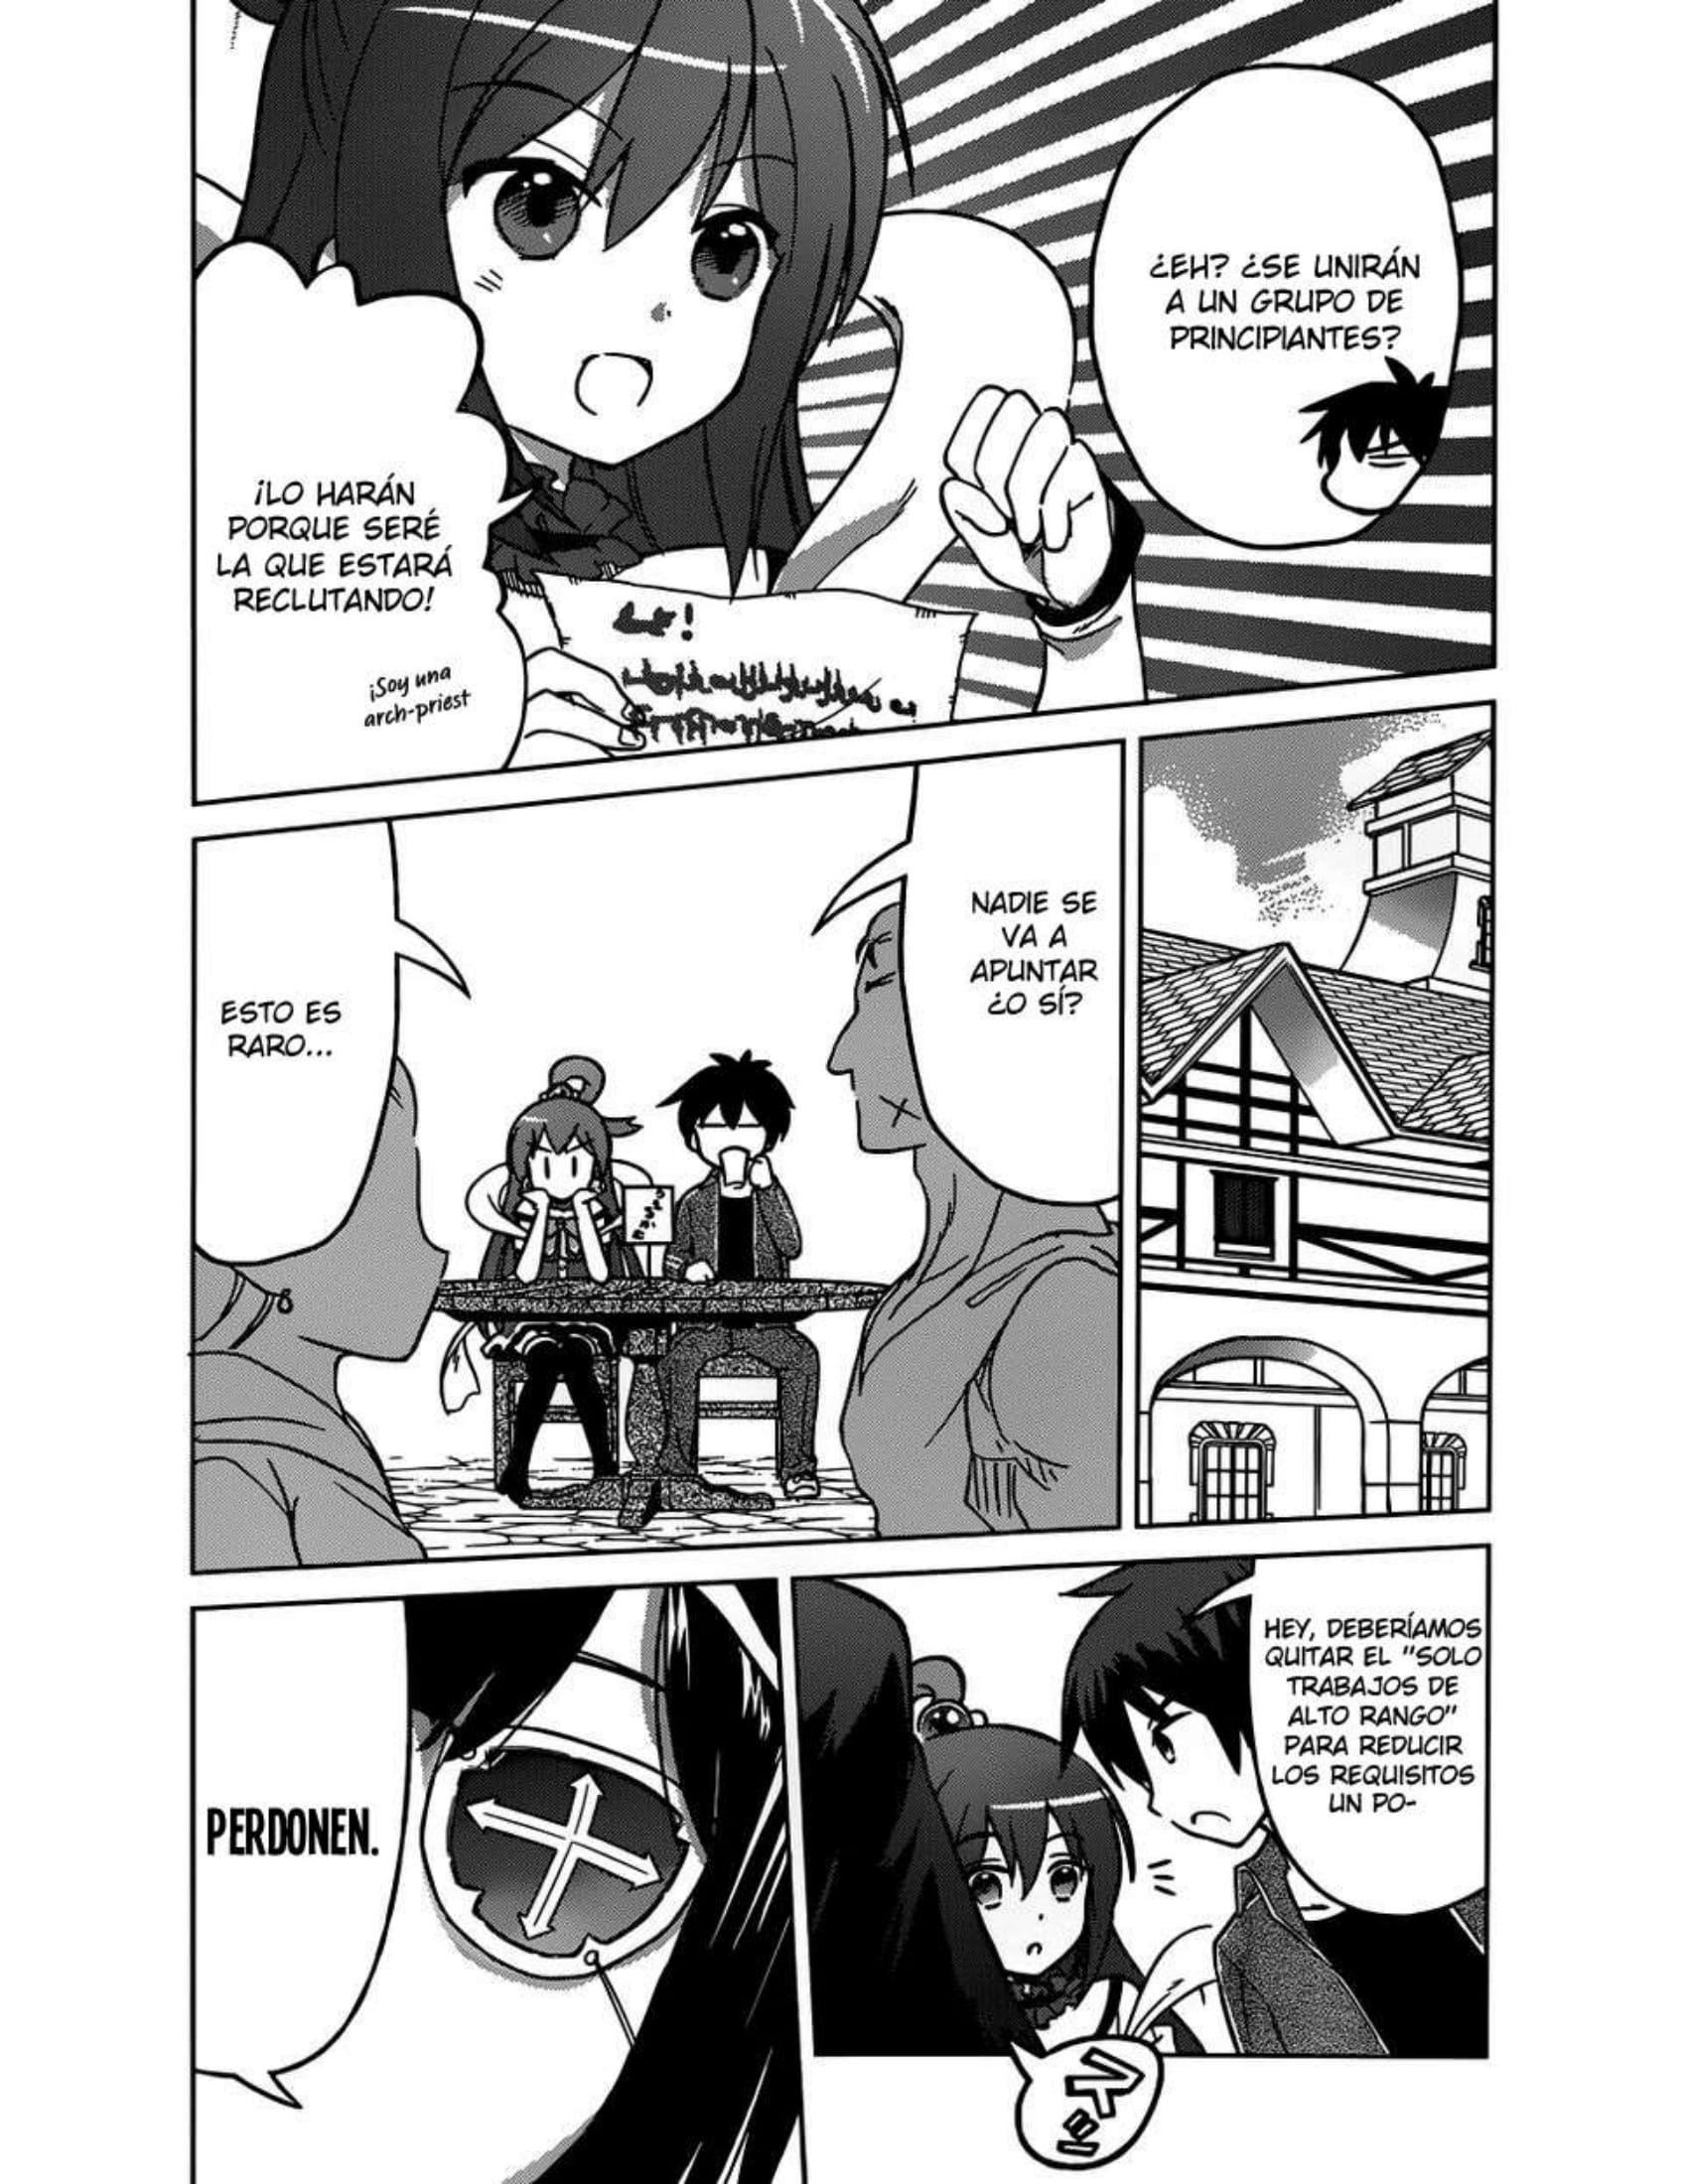 ¿EH? ¿SE UNIRÁN
A UN GRUPO DE
PRINCIPIANTES?
¡LO HARÁN
PORQUE SERÉ
LA QUE ESTARÁ
RECLUTANDO!
¡Soy una
arch-priest
NADIE SE
VA A
APUNTAR
¿O SÍ?
ESTO ES
RARO...
HEY, DEBERÍAMOS
QUITAR EL "SOLO
TRABAJOS DE
ALTO RANGO"
PARA REDUCIR
LOS REQUISITOS
UN PO-
PERDONEN.